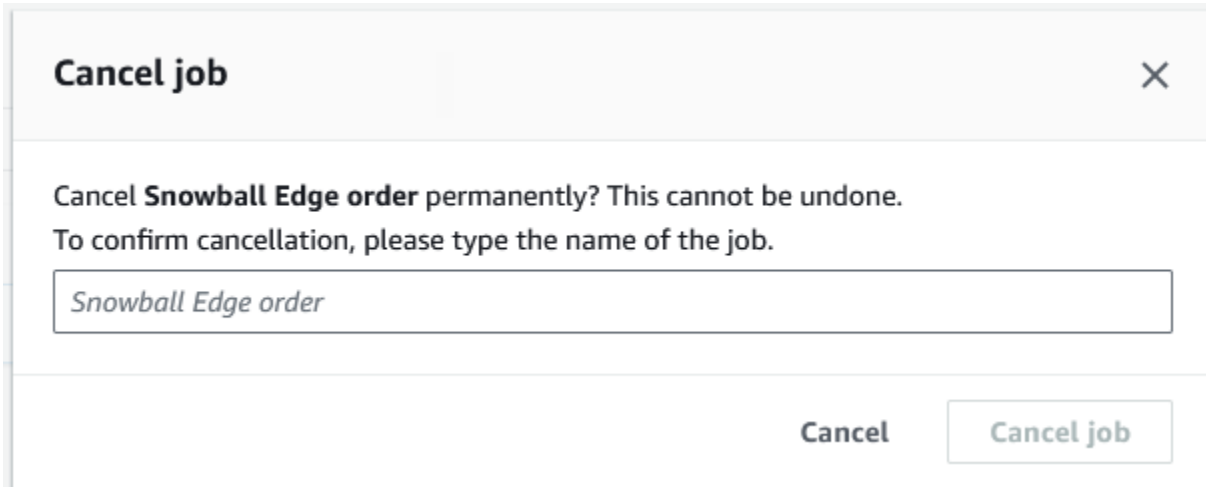 Cancel job
Cancel Snowball Edge order permanently? This cannot be undone.
To confirm cancellation, please type the name of the job.
Snowball Edge order
Cancel
Cancel job